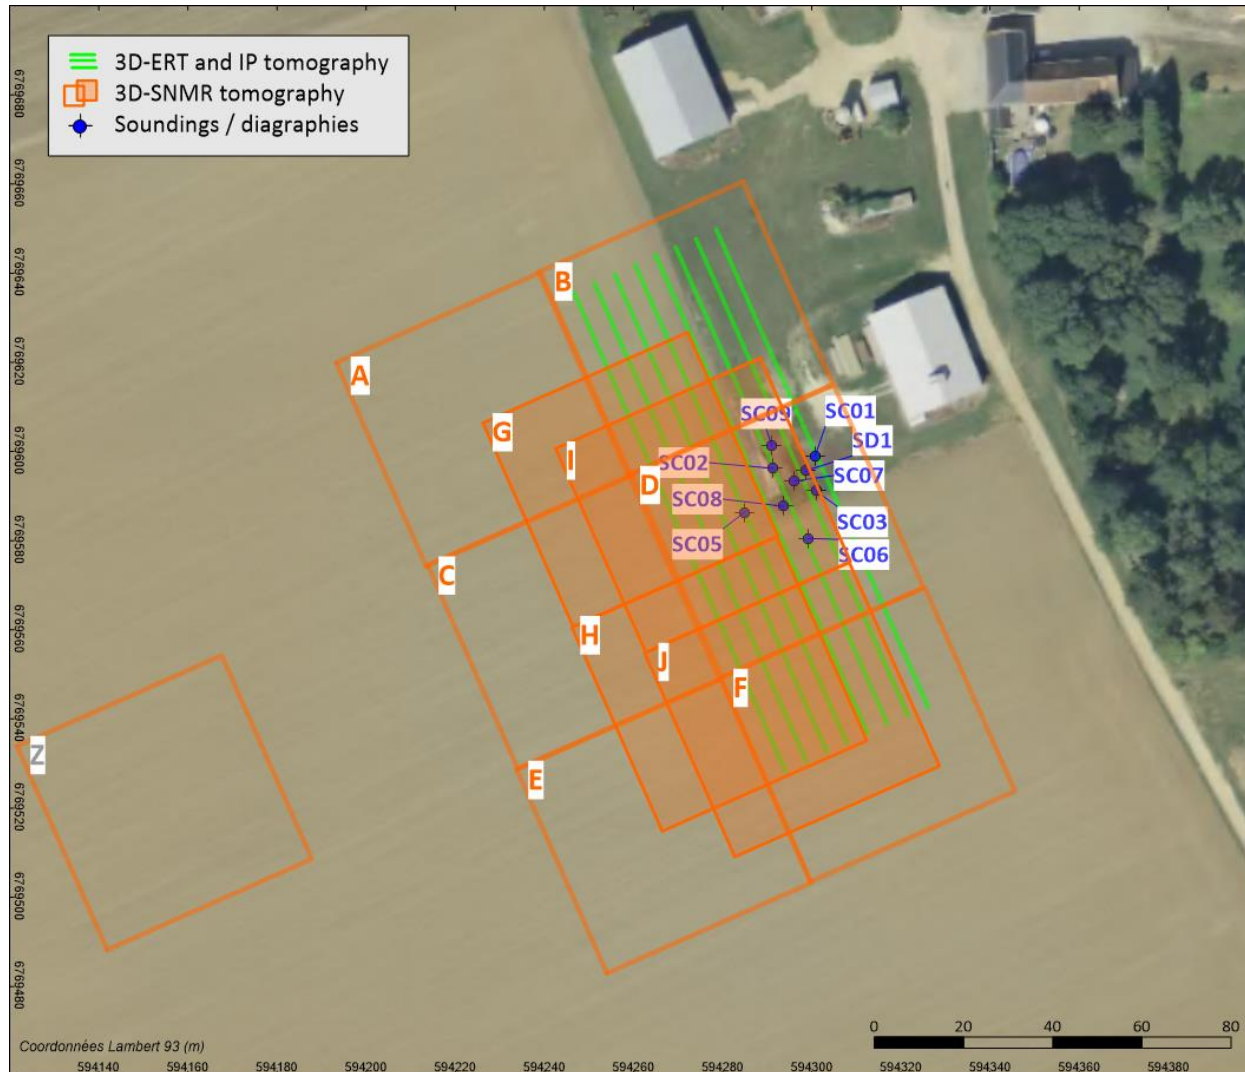 3D-ERT and IP tomography
3D-SNMR tomography
Soundings / diagraphies
6769680
6769660
6769640
6769620
6769600
6769580
6769560
6769540
6769520
6769500
6769480
B
A
G
I
SC09
SC01
SD1
SC02
D
SC07
SC08
SC03
SC05
SC06
C
H
J
F
Z
E
0 20 40 60 80
Coordonnées Lambert 93 (m)
594140 594160 594180 594200 594220 594240 594260 594280 594300 594320 594340 594360 594380